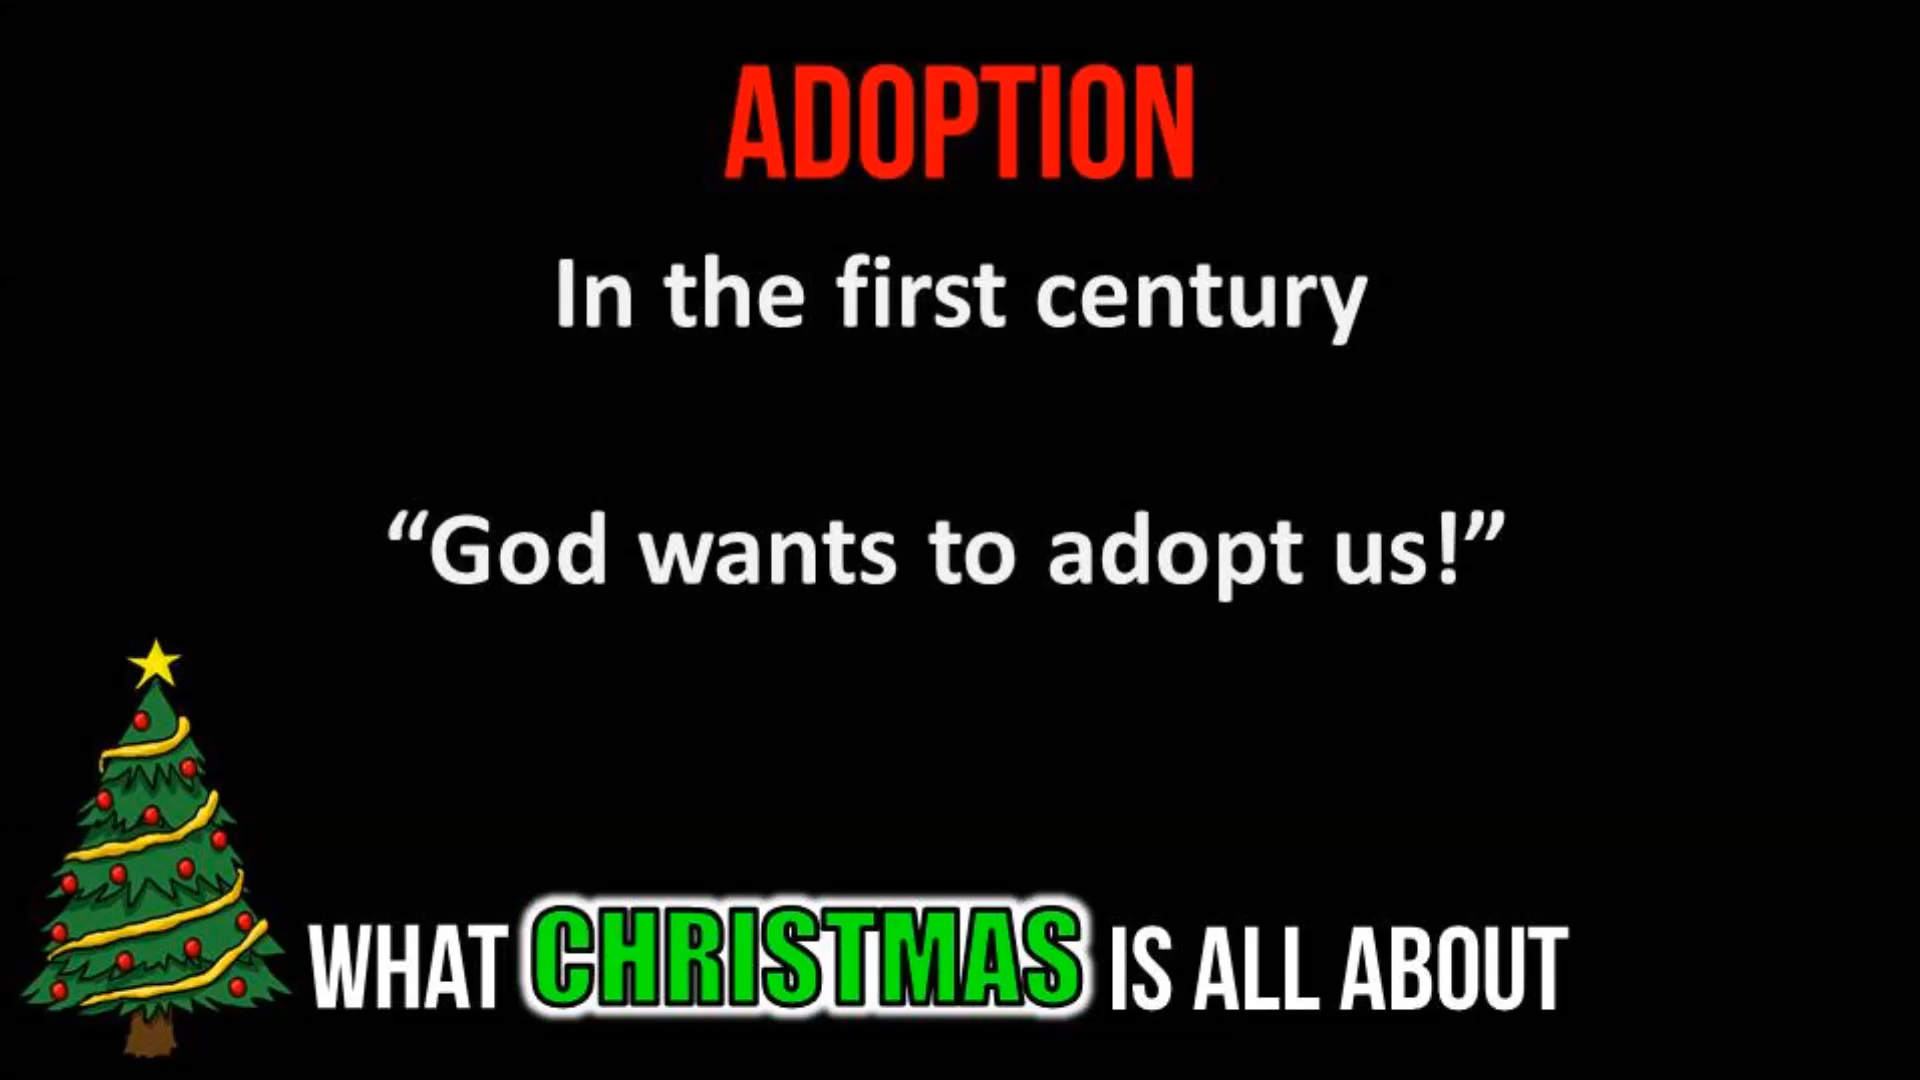 ADOPTION
In the first century
“God wants to adopt us!”
WHAT CHRISTMAS IS ALL ABOUT